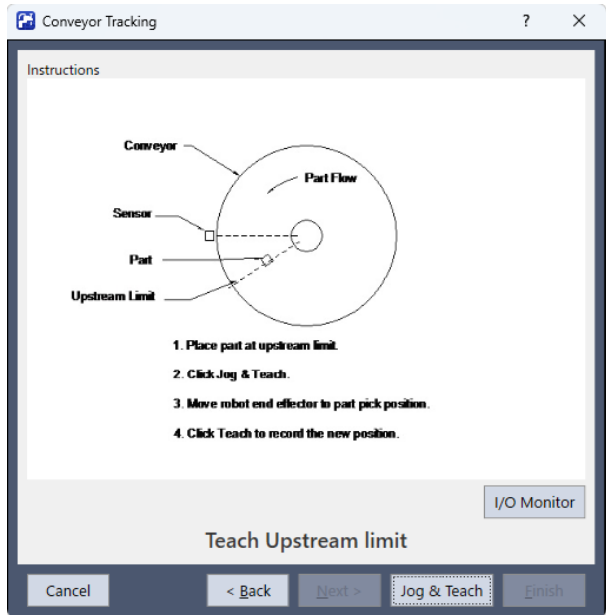 Conveyor Tracking
Instructions
Conveyor
Part Flow
Sensor
Part
Upstream Limit
1. Place part at upstream limit.
2. Click Jog & Teach.
3. Move robot end effector to part pick position.
4. Click Teach to record the new position.
I/O Monitor
Teach Upstream limit
Cancel
< Back
Next >
Jog & Teach
Finish